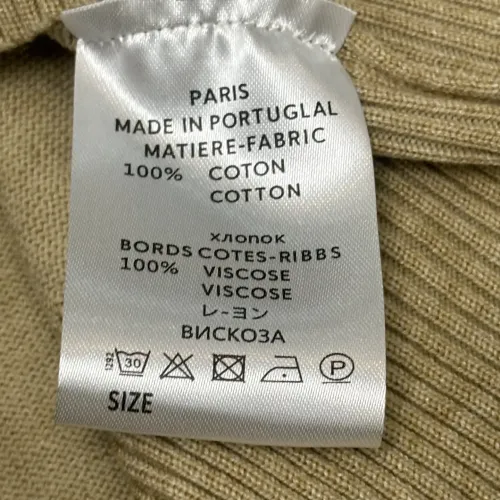 PARIS
MADE IN PORTUGLAL
MATIERE-FABRIC
100% COTON
COTTON
хлопок
BORDS COTES-RIBBS
100% VISCOSE
VISCOSE
レーヨン
ВИСКОЗА
1292 30 P
SIZE